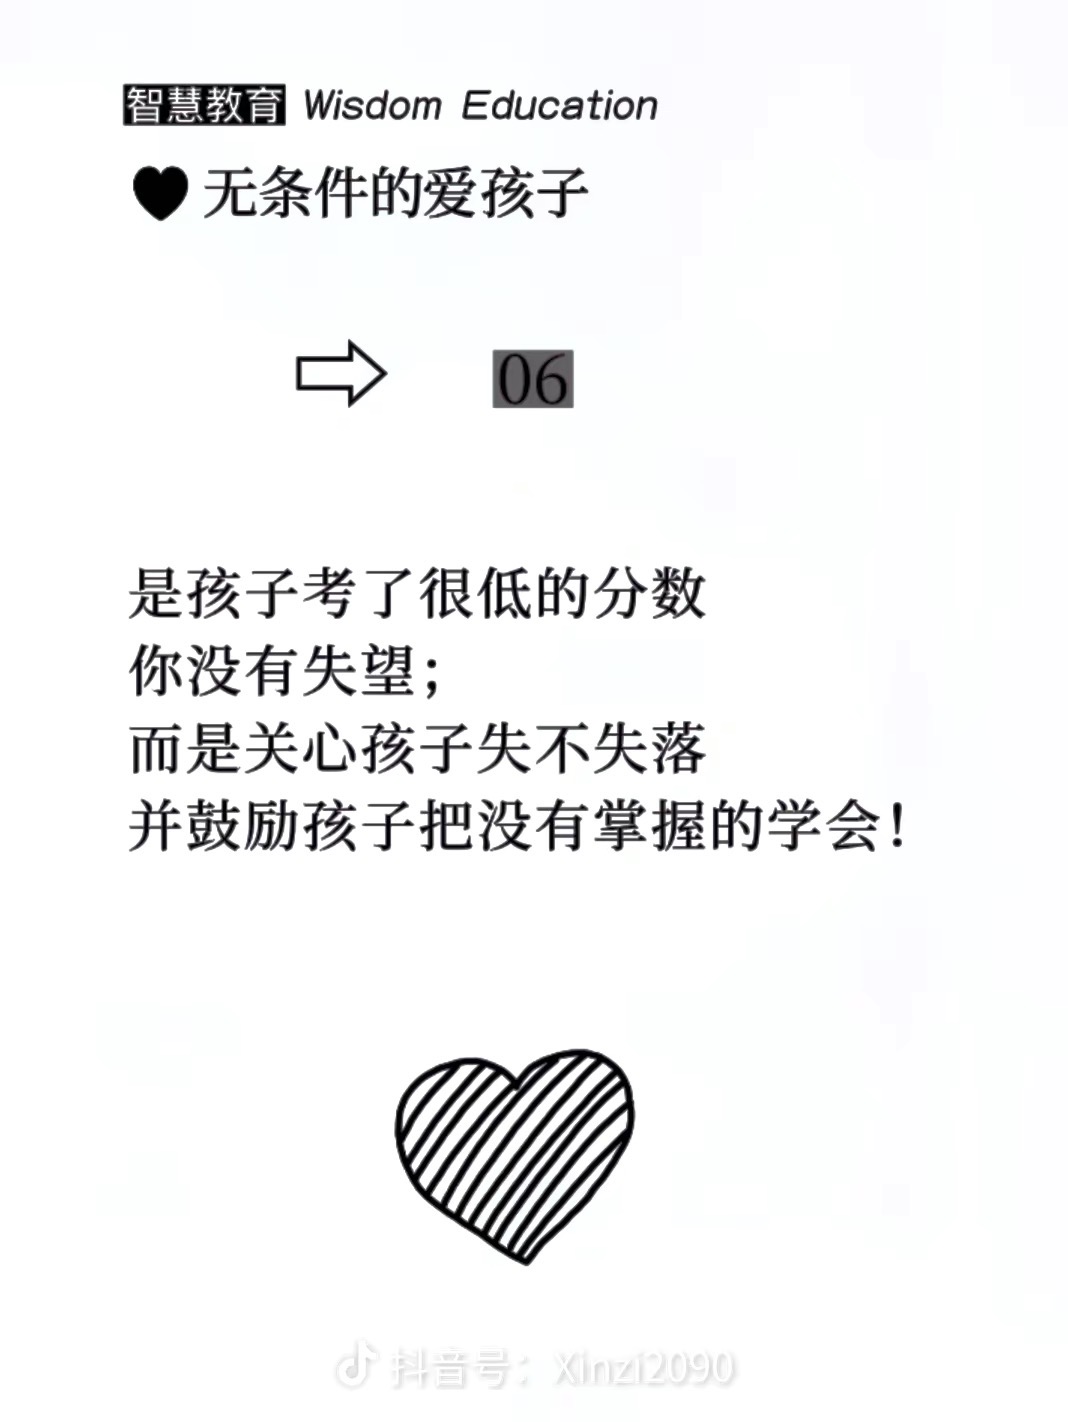 智慧教育 Wisdom Education
无条件的爱孩子
06
是孩子考了很低的分数
你没有失望；
而是关心孩子失不失落
并鼓励孩子把没有掌握的学会！
抖音号：Xinzi2090